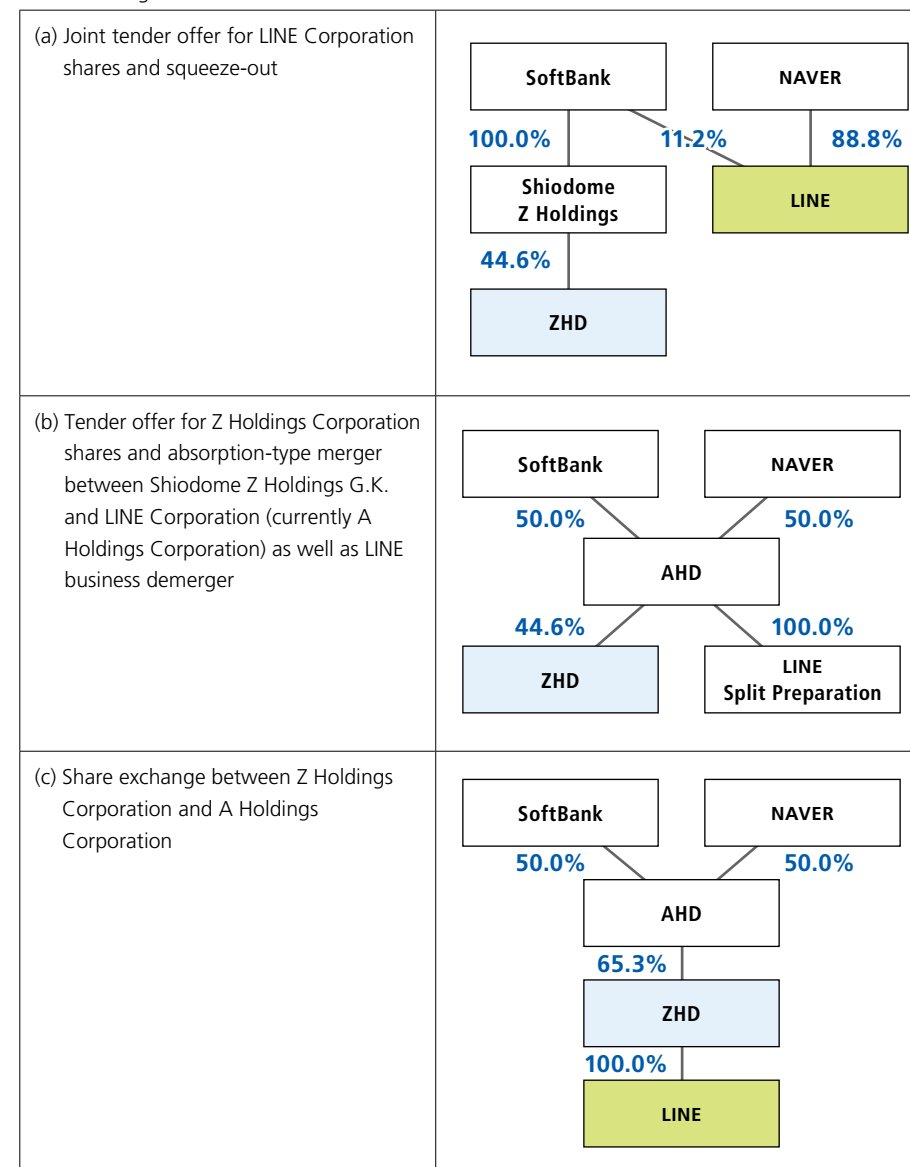 (a) Joint tender offer for LINE Corporation
shares and squeeze-out
SoftBank
NAVER
100.0%
11.2%
88.8%
Shiodome
Z Holdings
LINE
44.6%
ZHD
(b) Tender offer for Z Holdings Corporation
shares and absorption-type merger
between Shiodome Z Holdings G.K.
and LINE Corporation (currently A
Holdings Corporation) as well as LINE
business demerger
SoftBank
NAVER
50.0%
50.0%
AHD
44.6%
100.0%
ZHD
LINE
Split Preparation
(c) Share exchange between Z Holdings
Corporation and A Holdings
Corporation
SoftBank
NAVER
50.0%
50.0%
AHD
65.3%
ZHD
100.0%
LINE